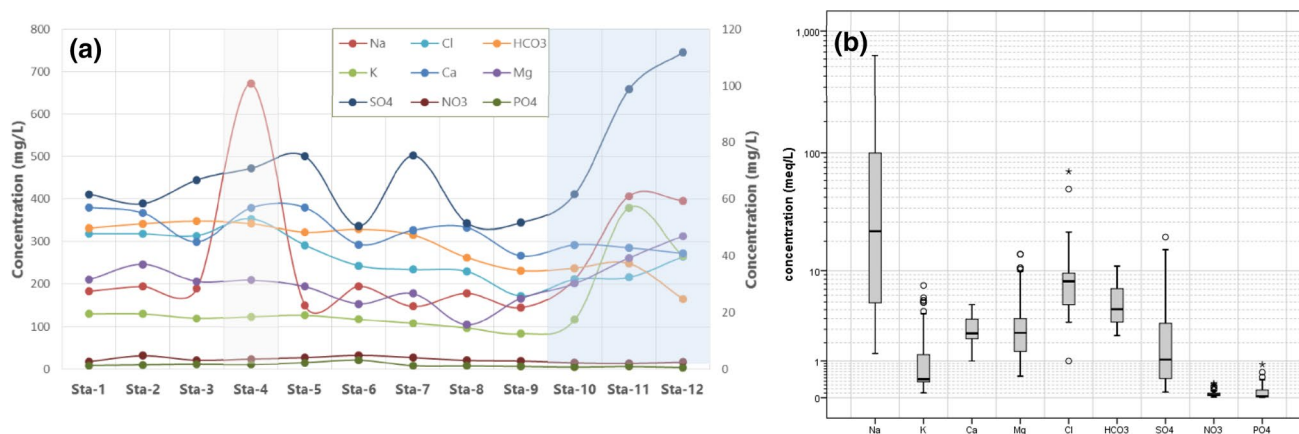 (a)
Concentration (mg/L)
800
700
600
500
400
300
200
100
0
Na Cl HCO3
K Ca Mg
SO4 NO3 PO4
120
100
80
60
40
20
0
Concentration (mg/L)
Sta-1 Sta-2 Sta-3 Sta-4 Sta-5 Sta-6 Sta-7 Sta-8 Sta-9 Sta-10 Sta-11 Sta-12
(b)
concentration (meq/L)
1,000
100
10
1
0
Na K Ca Mg Cl HCO3 SO4 NO3 PO4